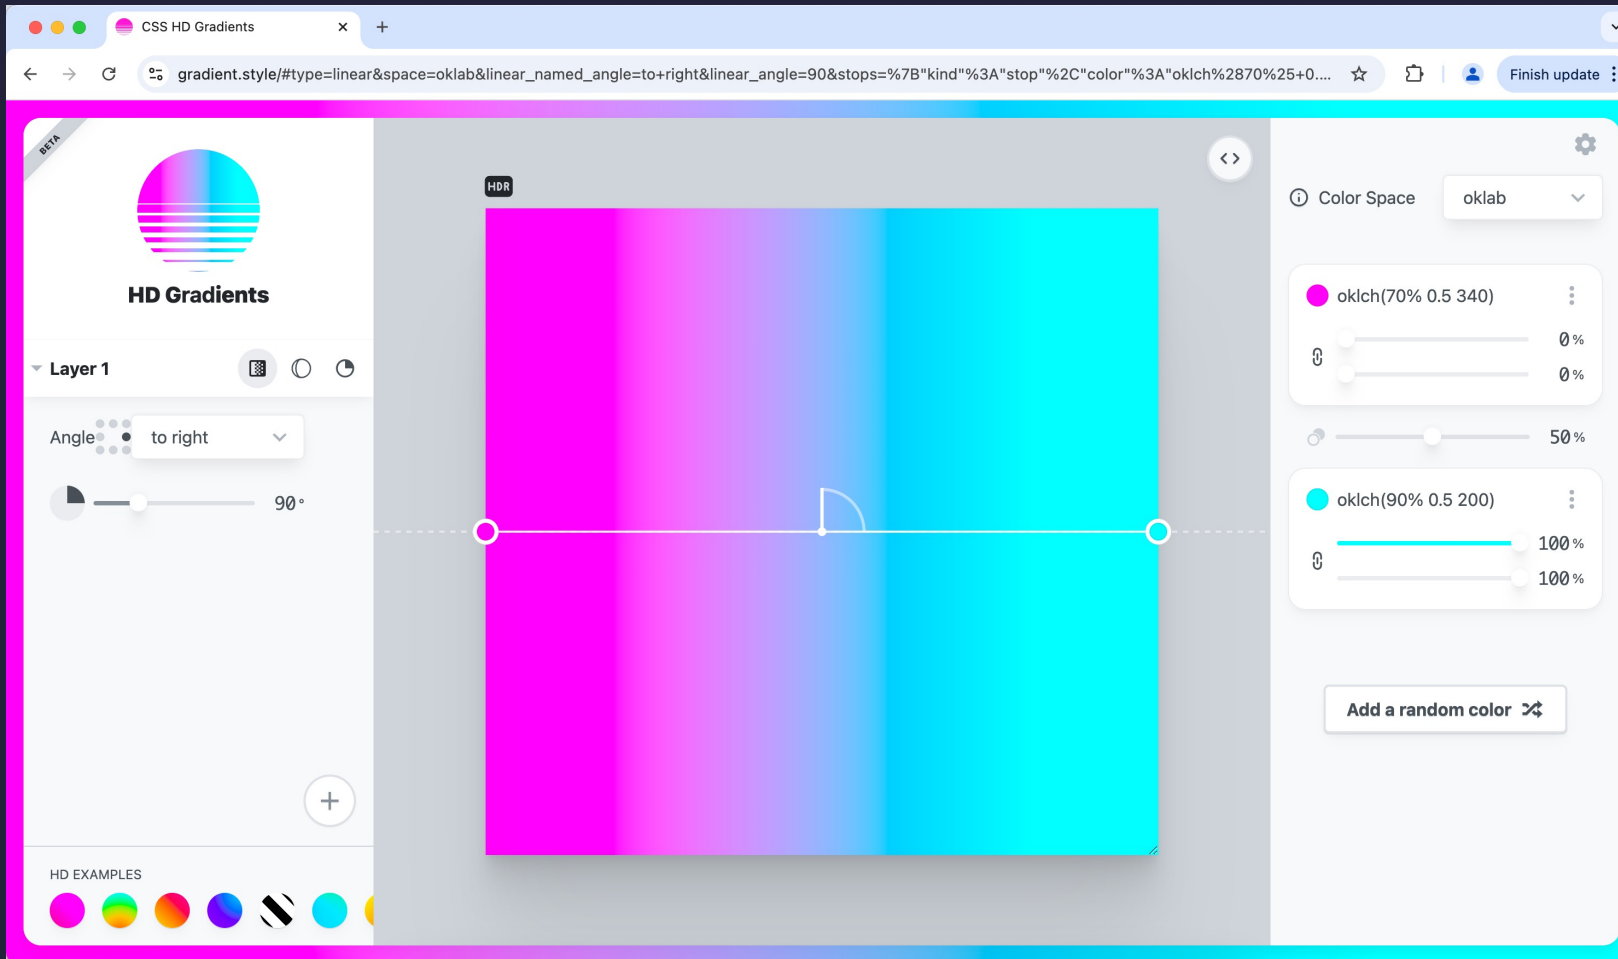 CSS HD Gradients
gradient.style/#type=linear&space=oklab&linear_named_angle=to+right&linear_angle=90&stops=%7B"kind"%3A"stop"%2C"color"%3A"oklch%2870%25+0....
Finish update
BETA
HD Gradients
Layer 1
Angle
to right
90°
HD EXAMPLES
HDR
Color Space
oklab
oklch(70% 0.5 340)
0%
0%
50%
oklch(90% 0.5 200)
100%
100%
Add a random color